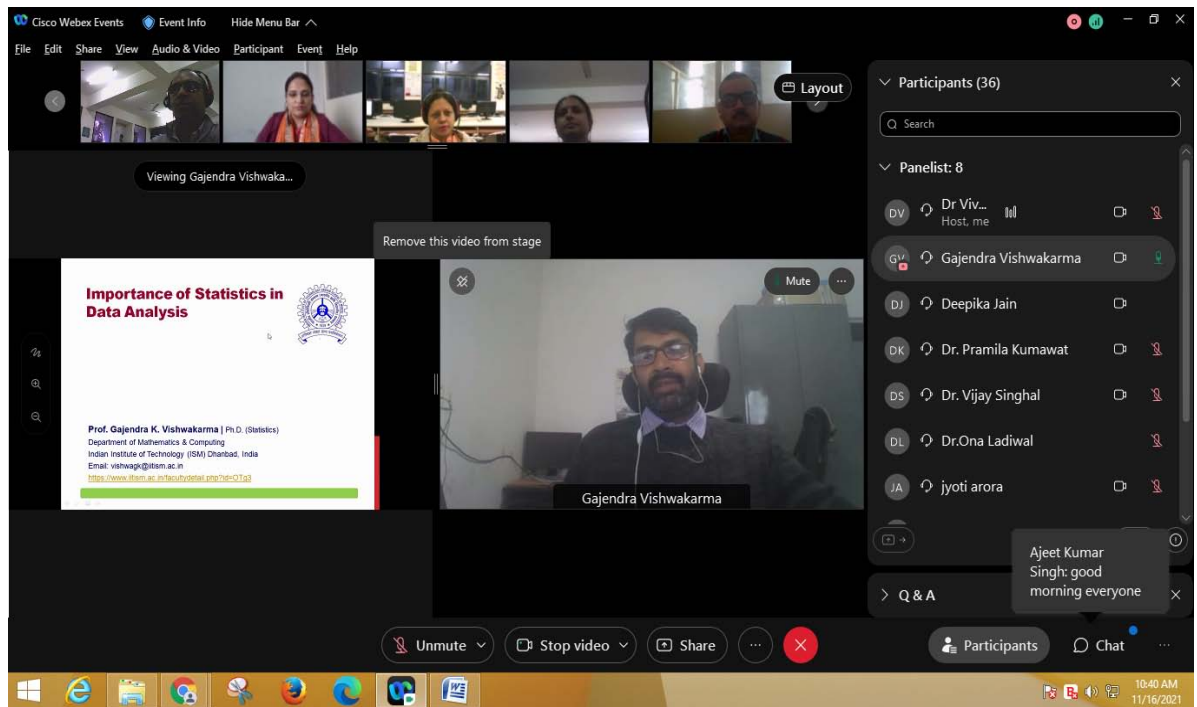 Cisco Webex Events
Event Info
Hide Menu Bar
File Edit Share View Audio & Video Participant Event Help
Layout
Viewing Gajendra Vishwaka...
Remove this video from stage
Importance of Statistics in
Data Analysis
Prof. Gajendra K. Vishwakarma | Ph.D. (Statistics)
Department of Mathematics & Computing
Indian Institute of Technology (ISM) Dhanbad, India
Email: vishwagk@iitism.ac.in
https://www.iitism.ac.in/facultydetail.php?id=OTg3
Mute
Gajendra Vishwakarma
Participants (36)
Search
Panelist: 8
DV Dr Viv...
Host, me
GV Gajendra Vishwakarma
DJ Deepika Jain
DK Dr. Pramila Kumawat
DS Dr. Vijay Singhal
DL Dr.Ona Ladiwal
JA jyoti arora
Ajeet Kumar
Singh: good
morning everyone
Q & A
Unmute
Stop video
Share
Participants
Chat
10:40 AM
11/16/2021